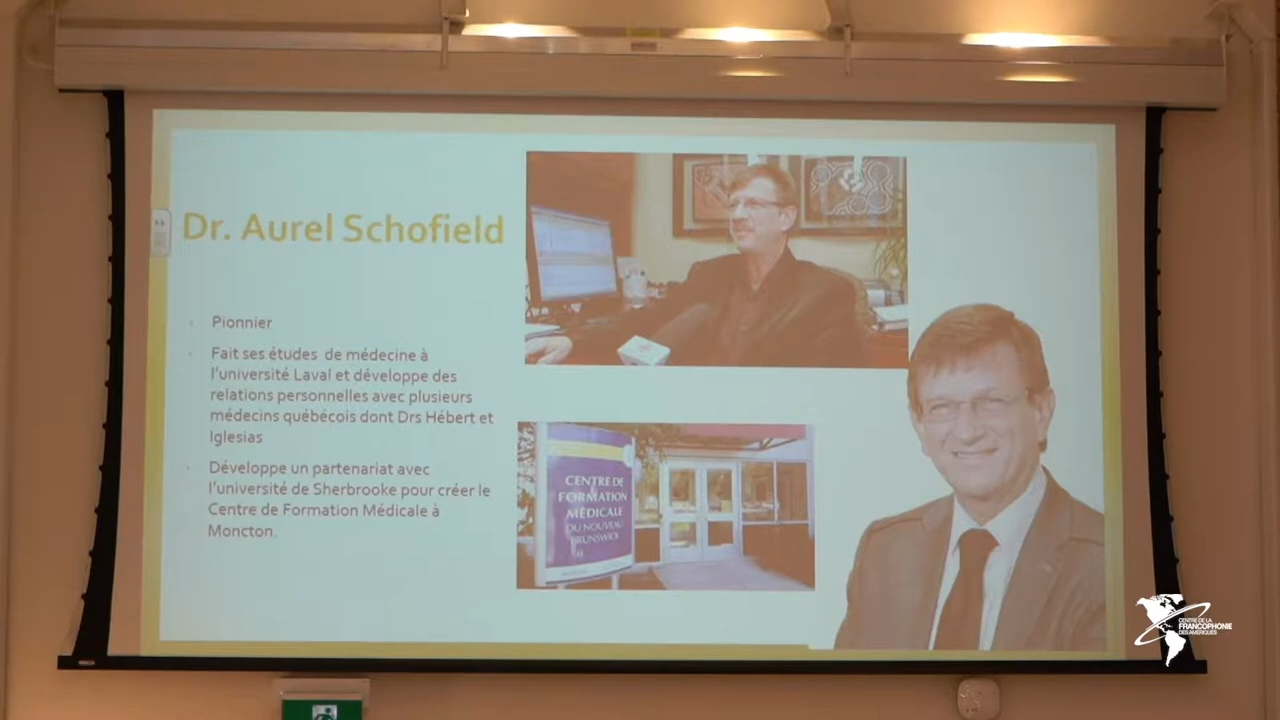 Dr. Aurel Schofield
Pionnier
Fait ses études de médecine à
l'université Laval et développe des
relations personnelles avec plusieurs
médecins québécois dont Drs Hébert et
Iglesias
Développe un partenariat avec
l'université de Sherbrooke pour créer le
Centre de Formation Médicale à
Moncton.
CENTRE DE
FORMATION
MÉDICALE
DU NOUVEAU
BRUNSWICK
CENTRE DE LA
FRANCOPHONIE
DES AMÉRIQUES